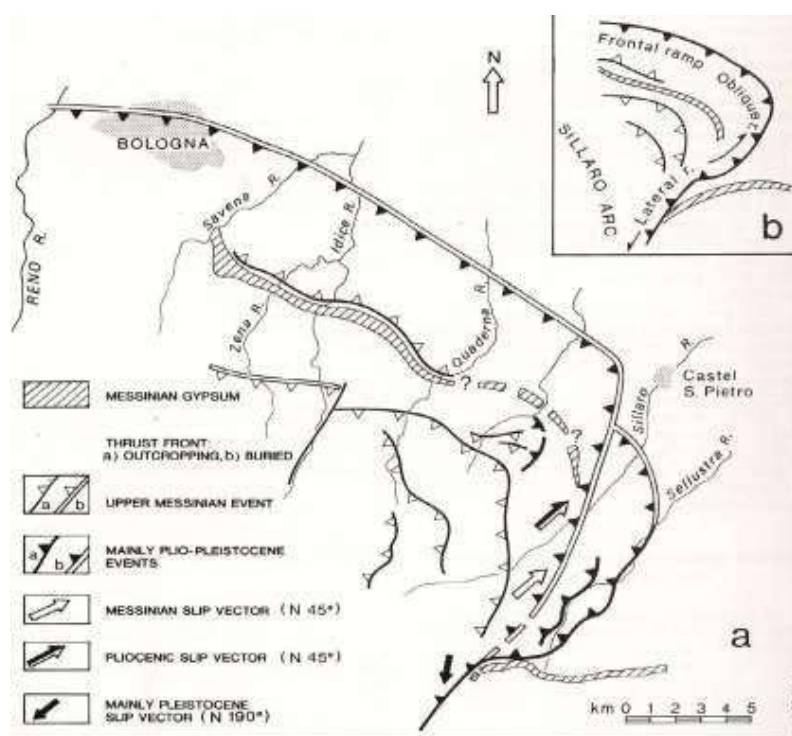 N
BOLOGNA
RENO R.
Savena R.
Idice R.
Zena R.
Quaderna R.
Sillaro R.
Castel
S. Pietro
Sellustra R.
?
?
Frontal ramp
Oblique r.
Lateral r.
SILLARO ARC
b
MESSINIAN GYPSUM
THRUST FRONT:
a) OUTCROPPING, b) BURIED
a b
UPPER MESSINIAN EVENT
a b
MAINLY PLIO-PLEISTOCENE
EVENTS
MESSINIAN SLIP VECTOR (N 45°)
PLIOCENIC SLIP VECTOR (N 45°)
MAINLY PLEISTOCENE
SLIP VECTOR (N 190°)
a
km 0 1 2 3 4 5